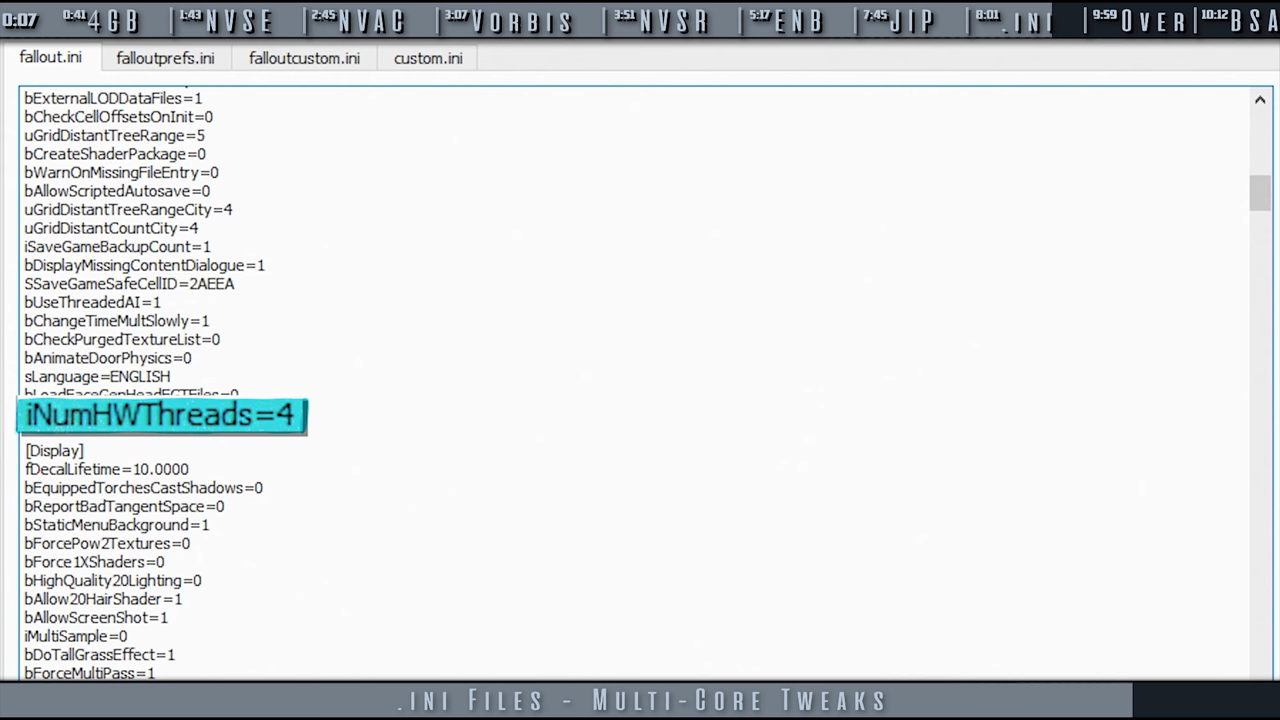 0:07 0:41 4GB | 1:43 NVSE | 2:45 NVAC | 3:07 Vorbis | 3:51 NVSR | 5:17 ENB | 7:45 JIP | 8:01 .INI | 9:59 Over | 10:12 BSA
fallout.ini falloutprefs.ini falloutcustom.ini custom.ini
bExternalLODDataFiles=1
bCheckCellOffsetsOnInit=0
uGridDistantTreeRange=5
bCreateShaderPackage=0
bWarnOnMissingFileEntry=0
bAllowScriptedAutosave=0
uGridDistantTreeRangeCity=4
uGridDistantCountCity=4
iSaveGameBackupCount=1
bDisplayMissingContentDialogue=1
SSaveGameSafeCellID=2AEEA
bUseThreadedAI=1
bChangeTimeMultSlowly=1
bCheckPurgedTextureList=0
bAnimateDoorPhysics=0
sLanguage=ENGLISH
bLoadFaceGenHeadEGTFiles=0
iNumHWThreads=4
[Display]
fDecalLifetime=10.0000
bEquippedTorchesCastShadows=0
bReportBadTangentSpace=0
bStaticMenuBackground=1
bForcePow2Textures=0
bForce1XShaders=0
bHighQuality20Lighting=0
bAllow20HairShader=1
bAllowScreenShot=1
iMultiSample=0
bDoTallGrassEffect=1
bForceMultiPass=1
.INI Files - Multi-Core Tweaks